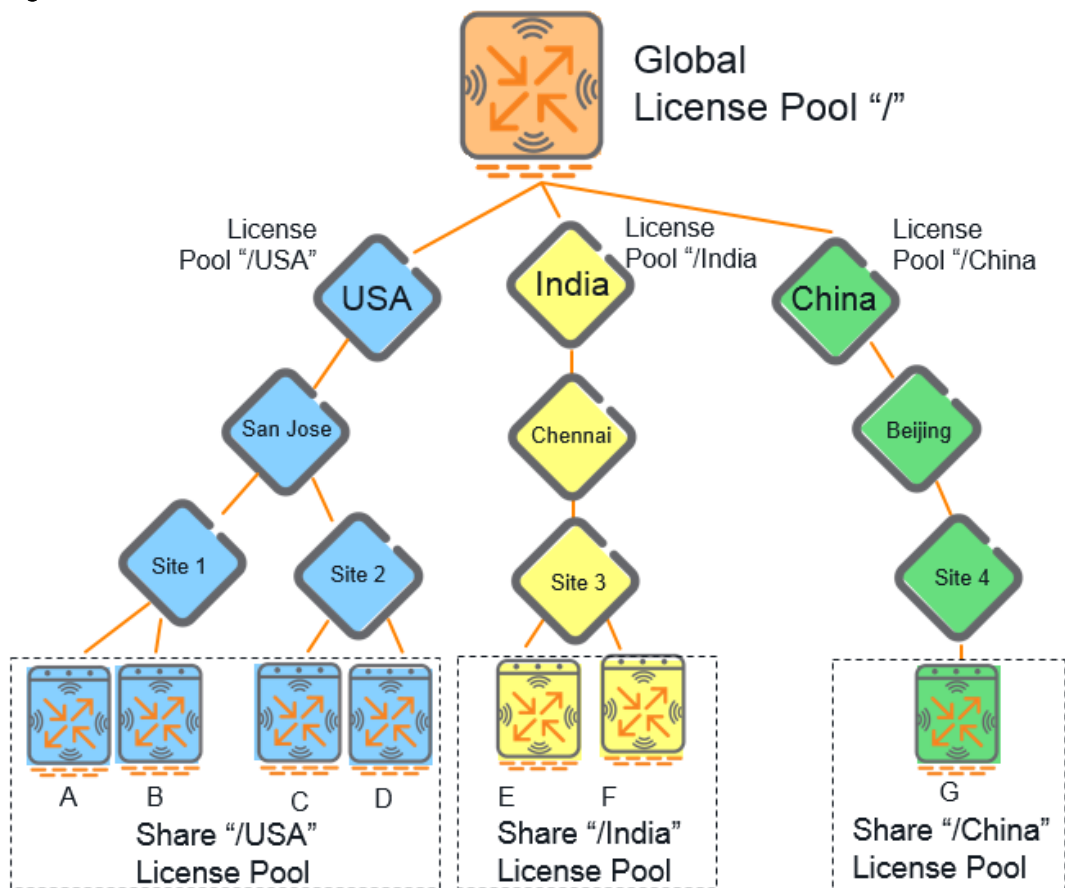 Global
License Pool “/”
License
Pool “/USA”
License
Pool “/India
License
Pool “/China
USA
India
China
San Jose
Chennai
Beijing
Site 1
Site 2
Site 3
Site 4
A
B
C
D
E
F
G
Share “/USA”
License Pool
Share “/India”
License Pool
Share “/China”
License Pool